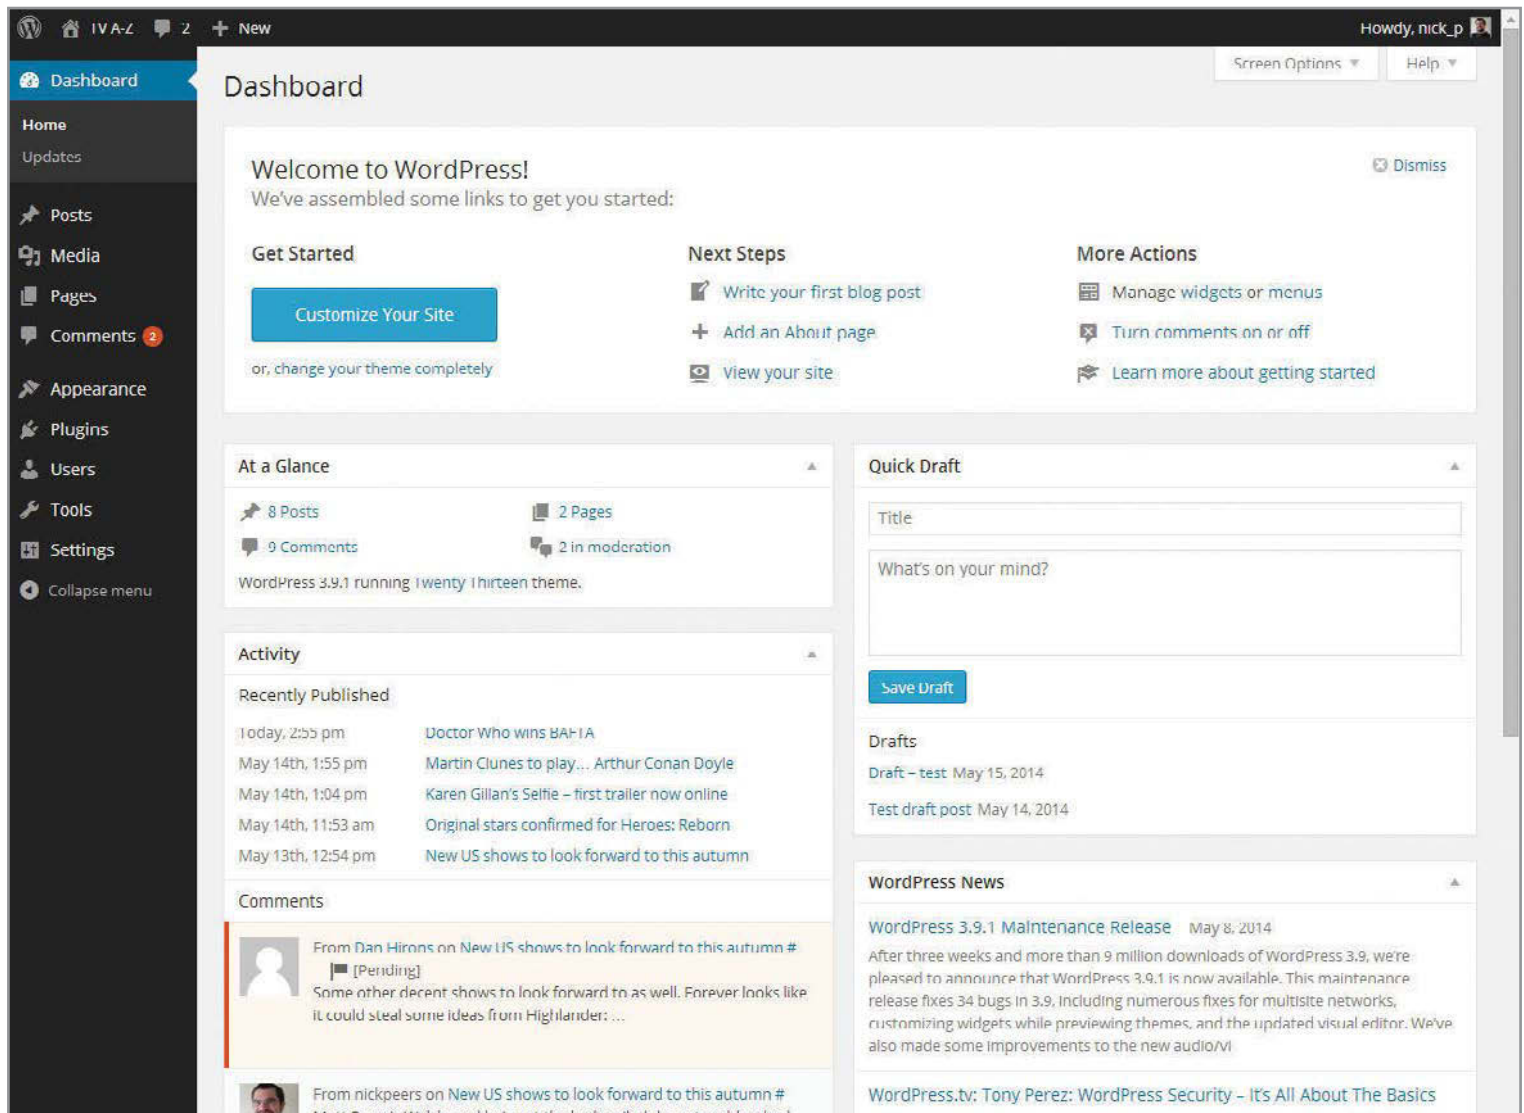 TV A-Z 2 New Howdy, nick_p
Screen Options Help
Dashboard
Home
Updates
Posts
Media
Pages
Comments 2
Appearance
Plugins
Users
Tools
Settings
Collapse menu
Dashboard
Welcome to WordPress!
We've assembled some links to get you started:
Dismiss
Get Started
Customize Your Site
or, change your theme completely
Next Steps
Write your first blog post
Add an About page
View your site
More Actions
Manage widgets or menus
Turn comments on or off
Learn more about getting started
At a Glance
8 Posts 2 Pages
9 Comments 2 in moderation
WordPress 3.9.1 running Twenty Thirteen theme.
Activity
Recently Published
Today, 2:55 pm Doctor Who wins BAFTA
May 14th, 1:55 pm Martin Clunes to play… Arthur Conan Doyle
May 14th, 1:04 pm Karen Gillan's Selfie – first trailer now online
May 14th, 11:53 am Original stars confirmed for Heroes: Reborn
May 13th, 12:54 pm New US shows to look forward to this autumn
Comments
From Dan Hirons on New US shows to look forward to this autumn #
[Pending]
Some other decent shows to look forward to as well. Forever looks like
it could steal some ideas from Highlander: …
From nickpeers on New US shows to look forward to this autumn #
Quick Draft
Title
What's on your mind?
Save Draft
Drafts
Draft – test May 15, 2014
Test draft post May 14, 2014
WordPress News
WordPress 3.9.1 Maintenance Release May 8, 2014
After three weeks and more than 9 million downloads of WordPress 3.9, we're
pleased to announce that WordPress 3.9.1 is now available. This maintenance
release fixes 34 bugs in 3.9, including numerous fixes for multisite networks,
customizing widgets while previewing themes, and the updated visual editor. We've
also made some improvements to the new audio/vi
WordPress.tv: Tony Perez: WordPress Security – It's All About The Basics